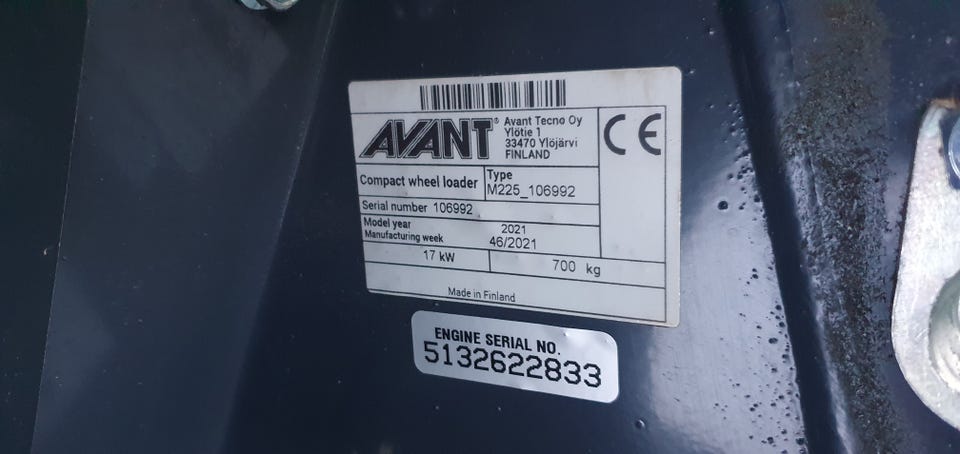 AVANT®
Avant Tecno Oy
Ylötie 1
33470 Ylöjärvi
FINLAND
CE
Compact wheel loader
Type
M225_106992
Serial number 106992
Model year 2021
Manufacturing week 46/2021
17 kW 700 kg
Made in Finland
ENGINE SERIAL NO.
5132622833